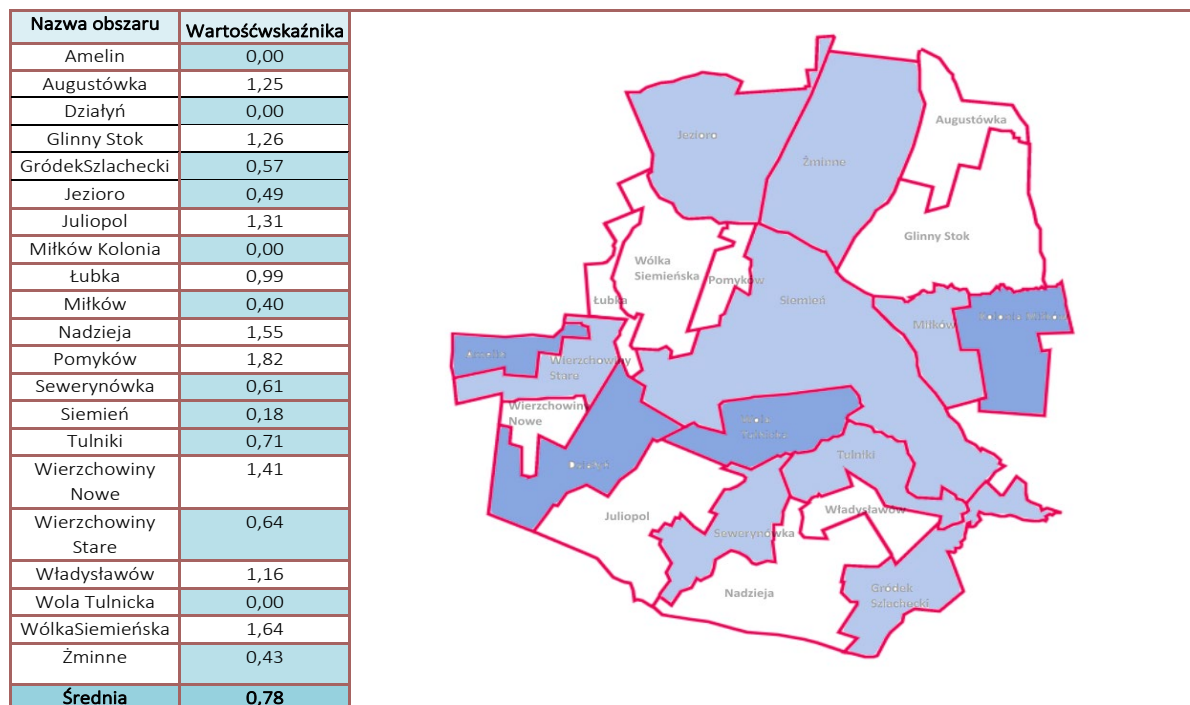 Nazwa obszaru Wartośćwskaźnika
Amelin 0,00
Augustówka 1,25
Działyń 0,00
Glinny Stok 1,26
GródekSzlachecki 0,57
Jezioro 0,49
Juliopol 1,31
Miłków Kolonia 0,00
Łubka 0,99
Miłków 0,40
Nadzieja 1,55
Pomyków 1,82
Sewerynówka 0,61
Siemień 0,18
Tulniki 0,71
Wierzchowiny
Nowe 1,41
Wierzchowiny
Stare 0,64
Władysławów 1,16
Wola Tulnicka 0,00
WólkaSiemieńska 1,64
Żminne 0,43
Średnia 0,78
Augustówka
Jezioro
Żminne
Glinny Stok
Wólka
Siemieńska
Pomyków
Łubka
Siemień
Miłków
Wierzchowiny
Stare
Wierzchowiny
Nowe
Tulniki
Juliopol
Władysławów
Sewerynówka
Nadzieja
Gródek
Szlachecki